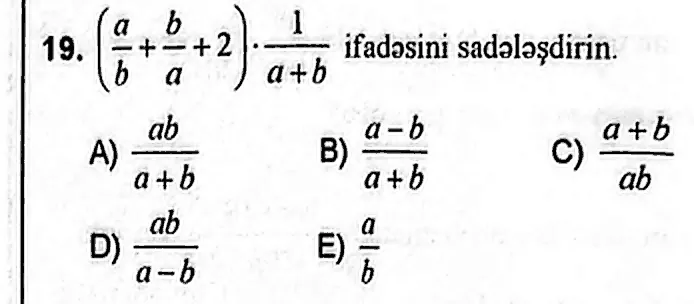 19. (a/b + b/a + 2) · 1/(a+b) ifadəsini sadələşdirin.
A) ab/(a+b) B) (a−b)/(a+b) C) (a+b)/ab
D) ab/(a−b) E) a/b